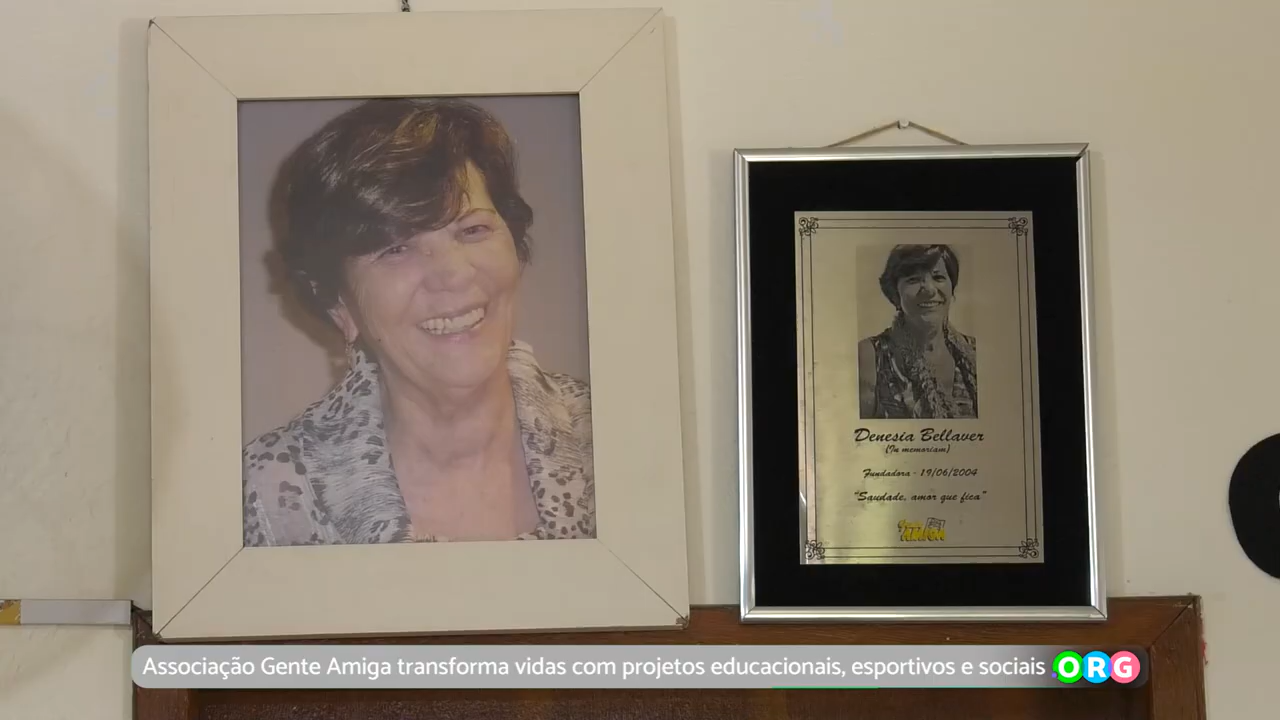 Denesia Bellaver
(In memoriam)
Fundadora - 19/06/2004
"Saudade, amor que fica"
AMIGA
Associação Gente Amiga transforma vidas com projetos educacionais, esportivos e sociais .ORG